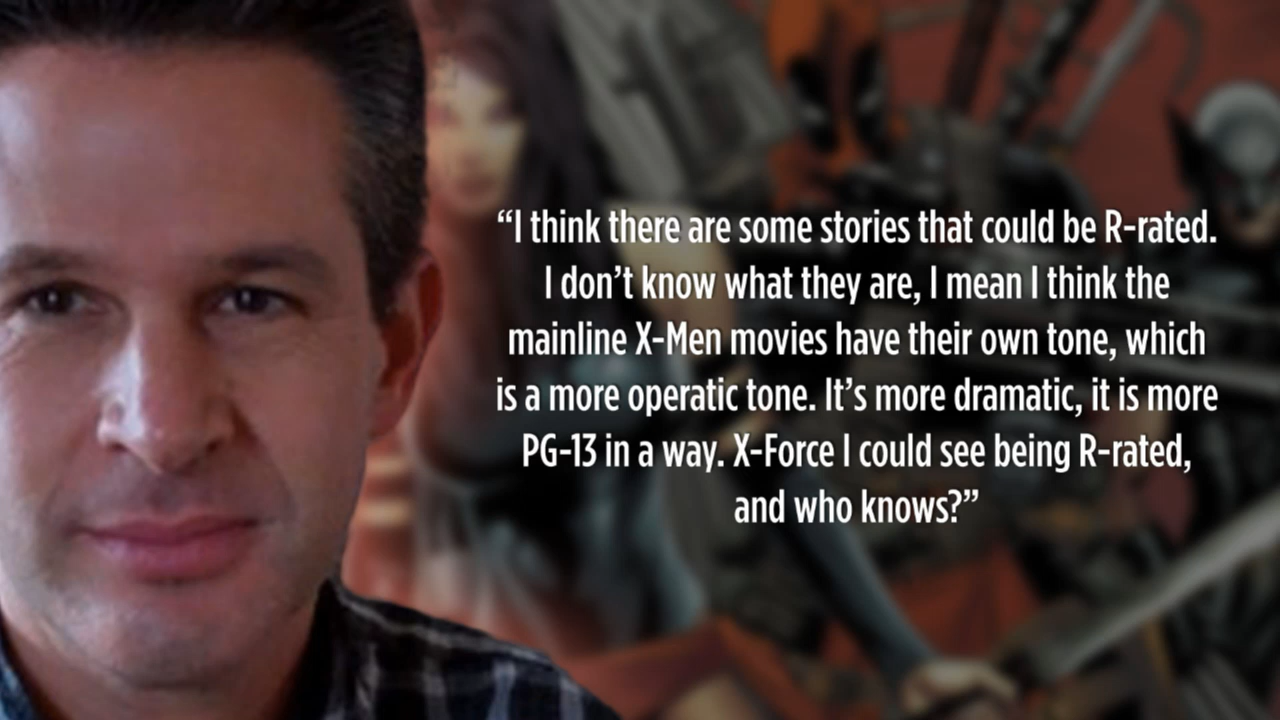 “I think there are some stories that could be R-rated.
I don’t know what they are, I mean I think the
mainline X-Men movies have their own tone, which
is a more operatic tone. It’s more dramatic, it is more
PG-13 in a way. X-Force I could see being R-rated,
and who knows?”